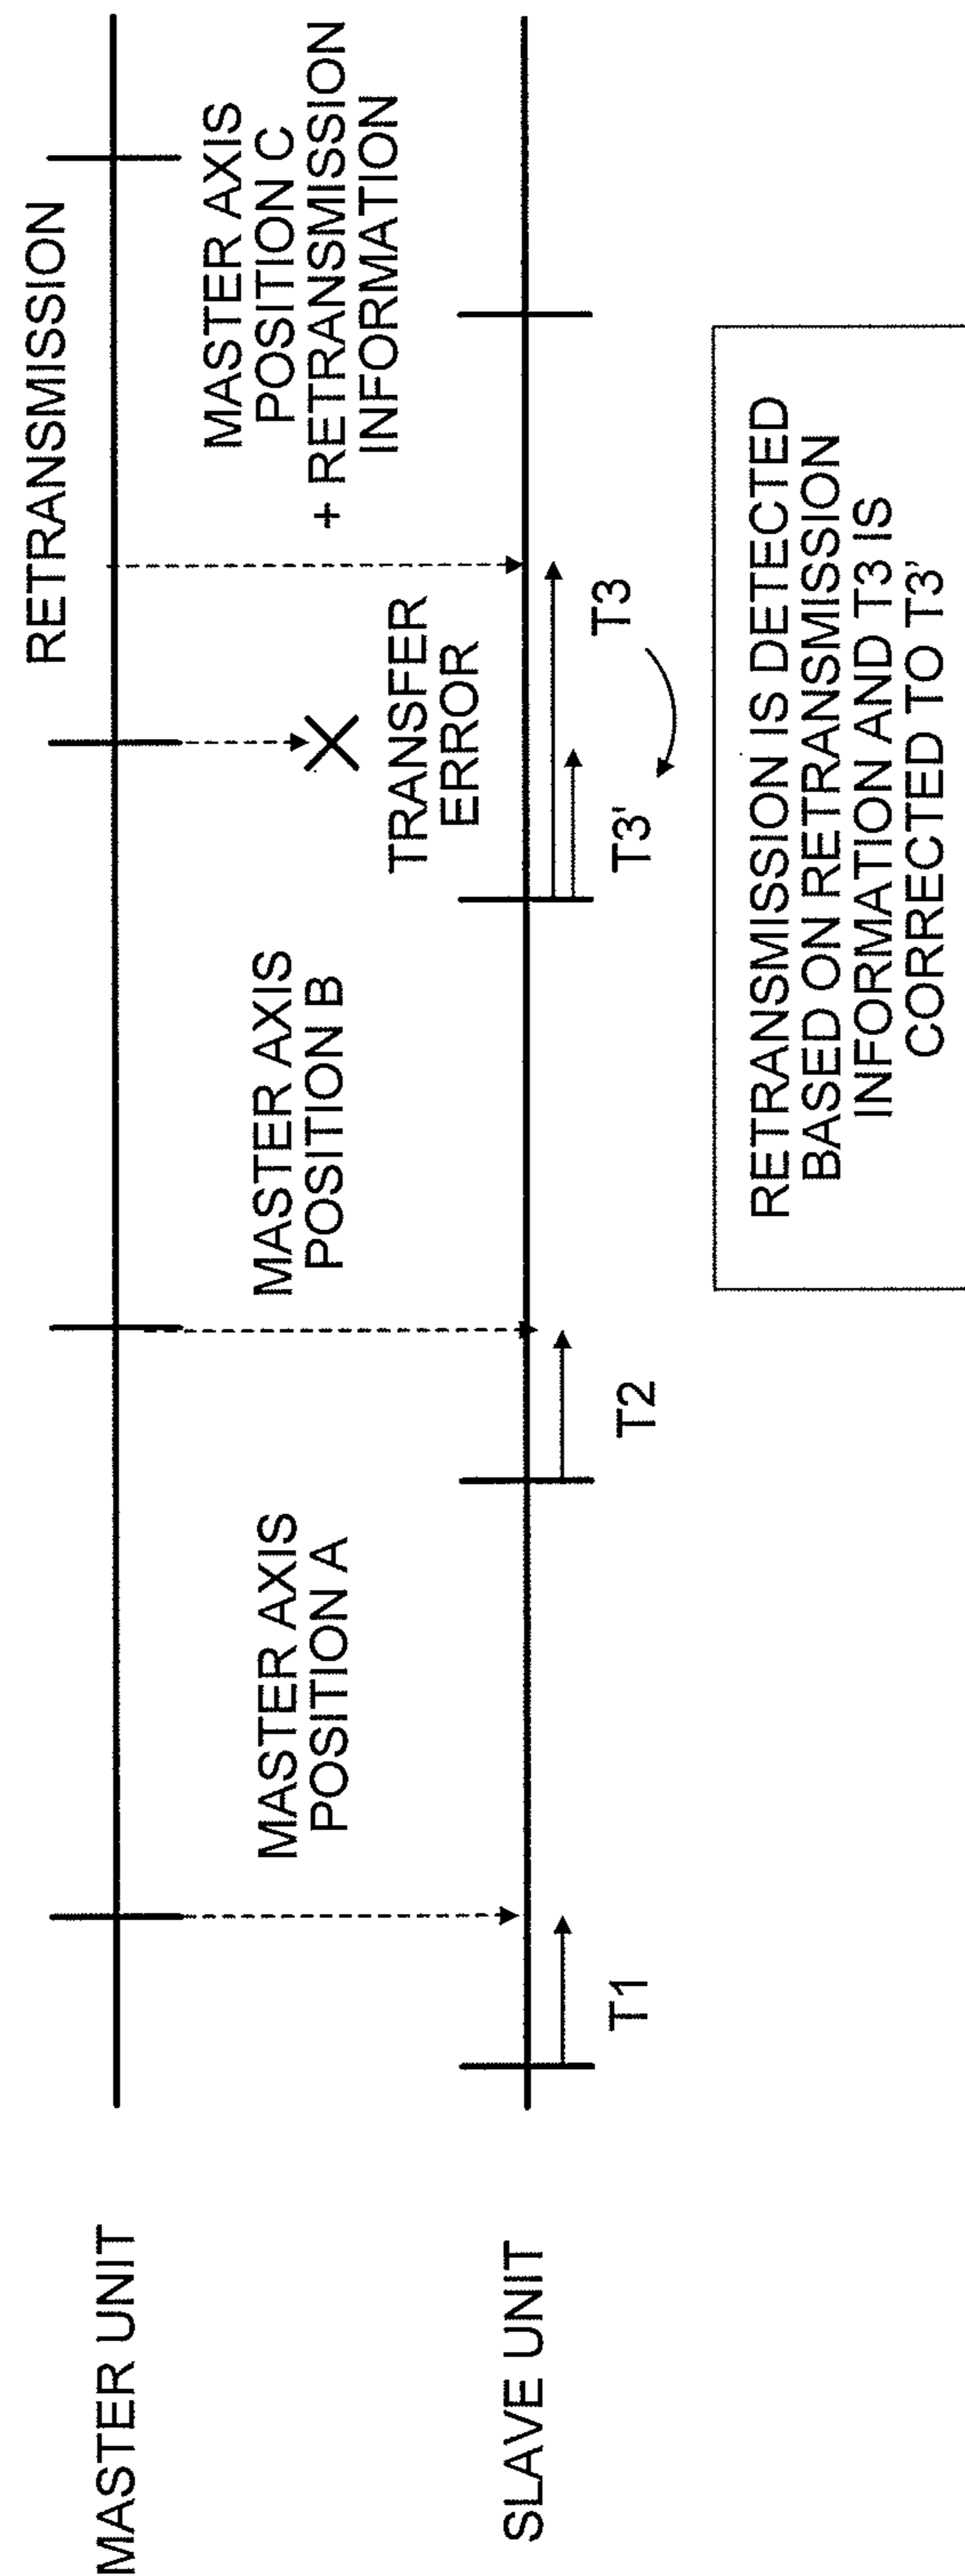 MASTER UNIT
RETRANSMISSION
MASTER AXIS
POSITION A
MASTER AXIS
POSITION B
TRANSFER
ERROR
MASTER AXIS
POSITION C
+ RETRANSMISSION
INFORMATION
SLAVE UNIT
T1
T2
T3'
T3
RETRANSMISSION IS DETECTED
BASED ON RETRANSMISSION
INFORMATION AND T3 IS
CORRECTED TO T3'